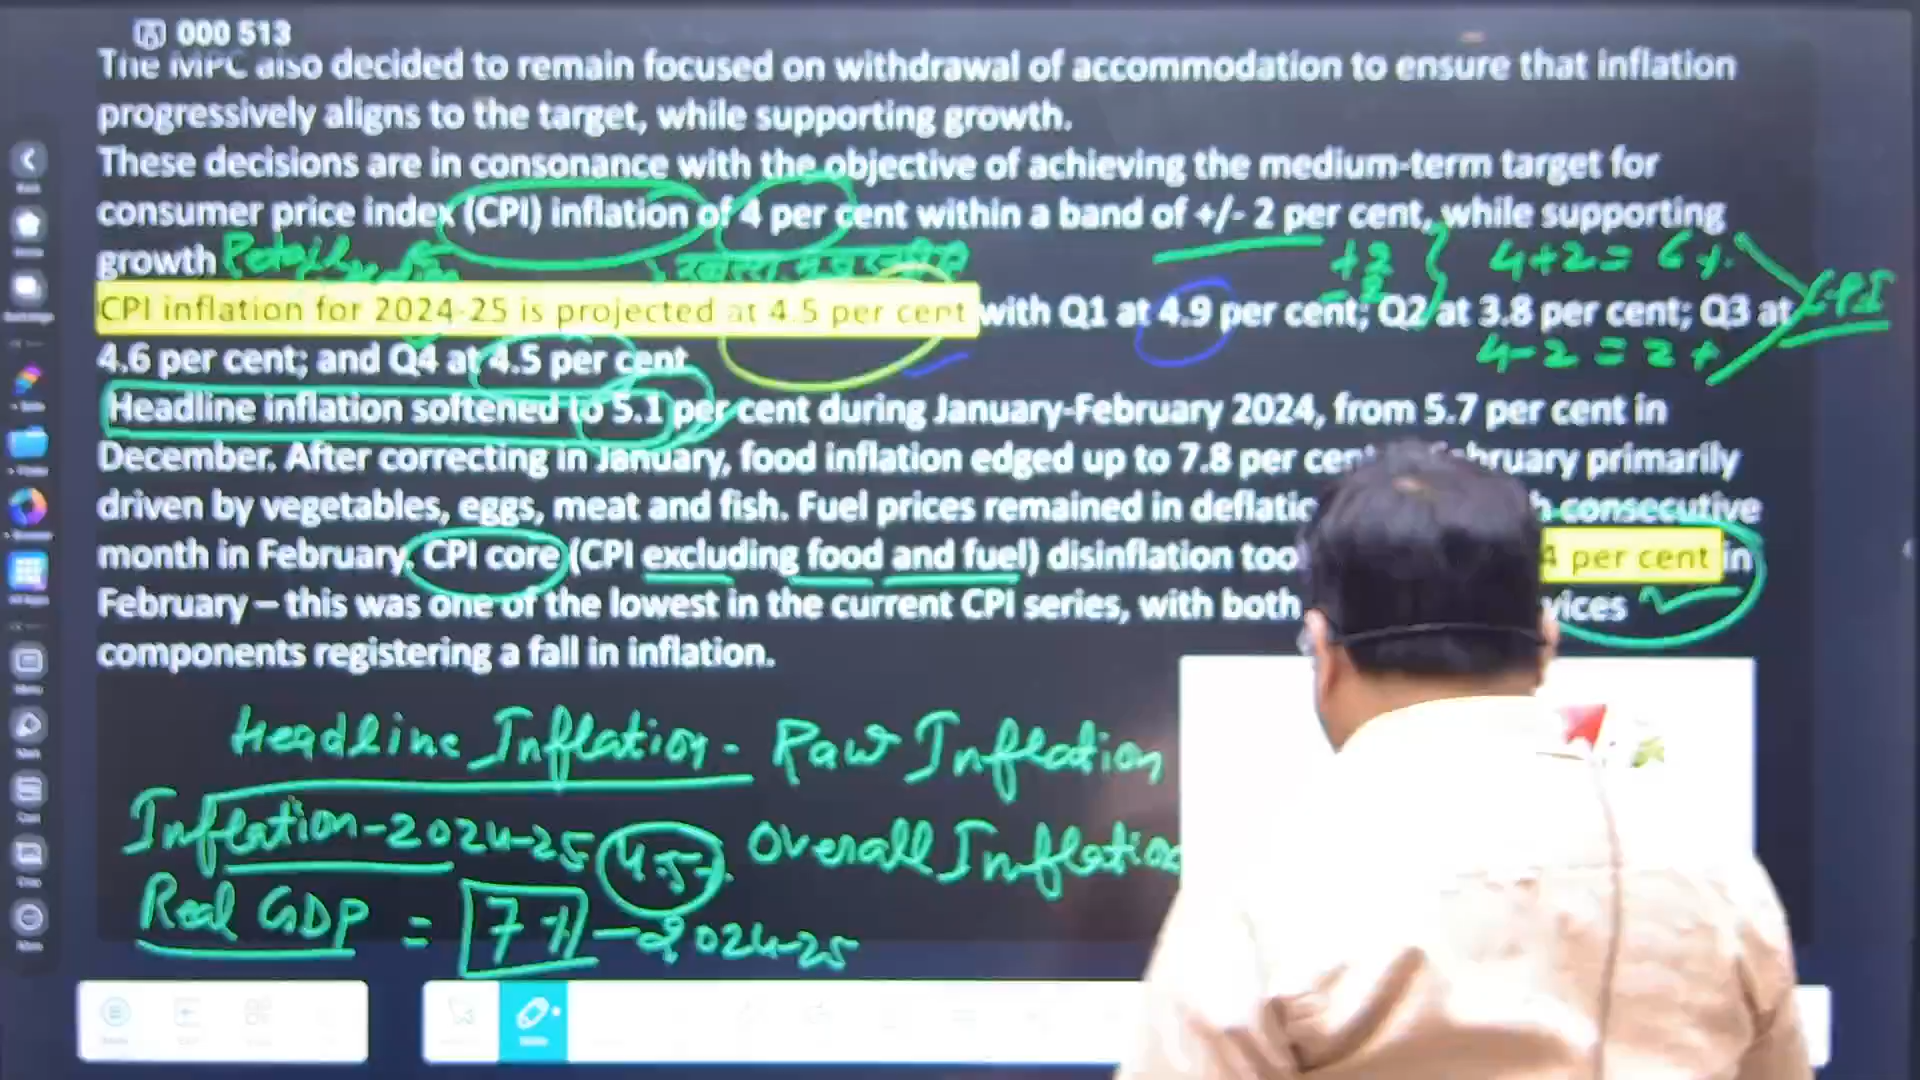 000 513
The MPC also decided to remain focused on withdrawal of accommodation to ensure that inflation
progressively aligns to the target, while supporting growth.
These decisions are in consonance with the objective of achieving the medium-term target for
consumer price index (CPI) inflation of 4 per cent within a band of +/- 2 per cent, while supporting
growth
+2
-2
4+2=6%
CPI inflation for 2024-25 is projected at 4.5 per cent with Q1 at 4.9 per cent; Q2 at 3.8 per cent; Q3 at
CPI
4.6 per cent; and Q4 at 4.5 per cent
4-2=2
Headline inflation softened to 5.1 per cent during January-February 2024, from 5.7 per cent in
December. After correcting in January, food inflation edged up to 7.8 per cent primarily
driven by vegetables, eggs, meat and fish. Fuel prices remained in consecutive
month in February. CPI core (CPI excluding food and fuel) disinflation 4 per cent in
February – this was one of the lowest in the current CPI series, with both
components registering a fall in inflation.
Headline Inflation - Raw Inflation
Inflation-2024-25 4.5 Overall Inflation
Real GDP = 7% -2024-25